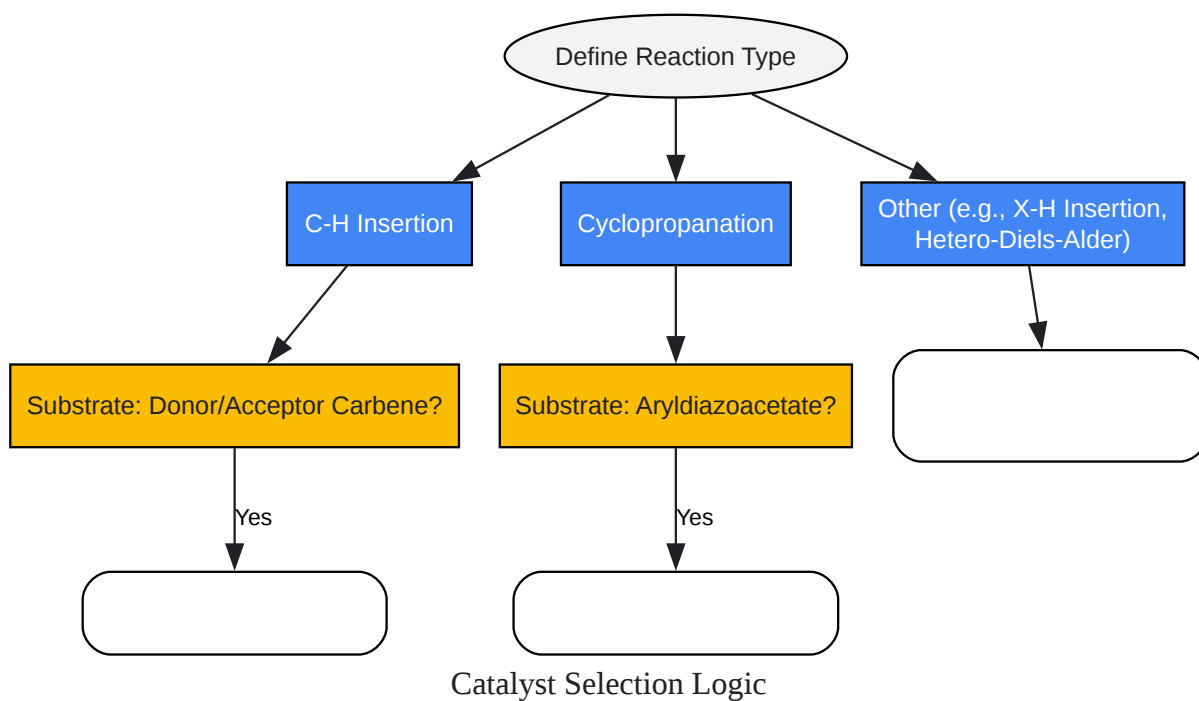 Define Reaction Type
C-H Insertion
Cyclopropanation
Other (e.g., X-H Insertion,
Hetero-Diels-Alder)
Substrate: Donor/Acceptor Carbene?
Substrate: Aryldiazoacetate?
Yes
Yes
Catalyst Selection Logic